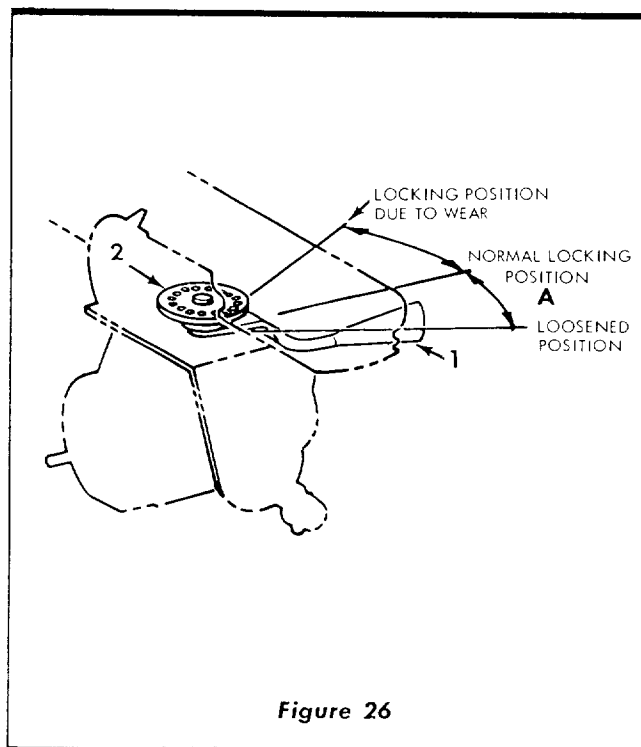 LOCKING POSITION
DUE TO WEAR
2
NORMAL LOCKING
POSITION
A
LOOSENED
POSITION
1
Figure 26